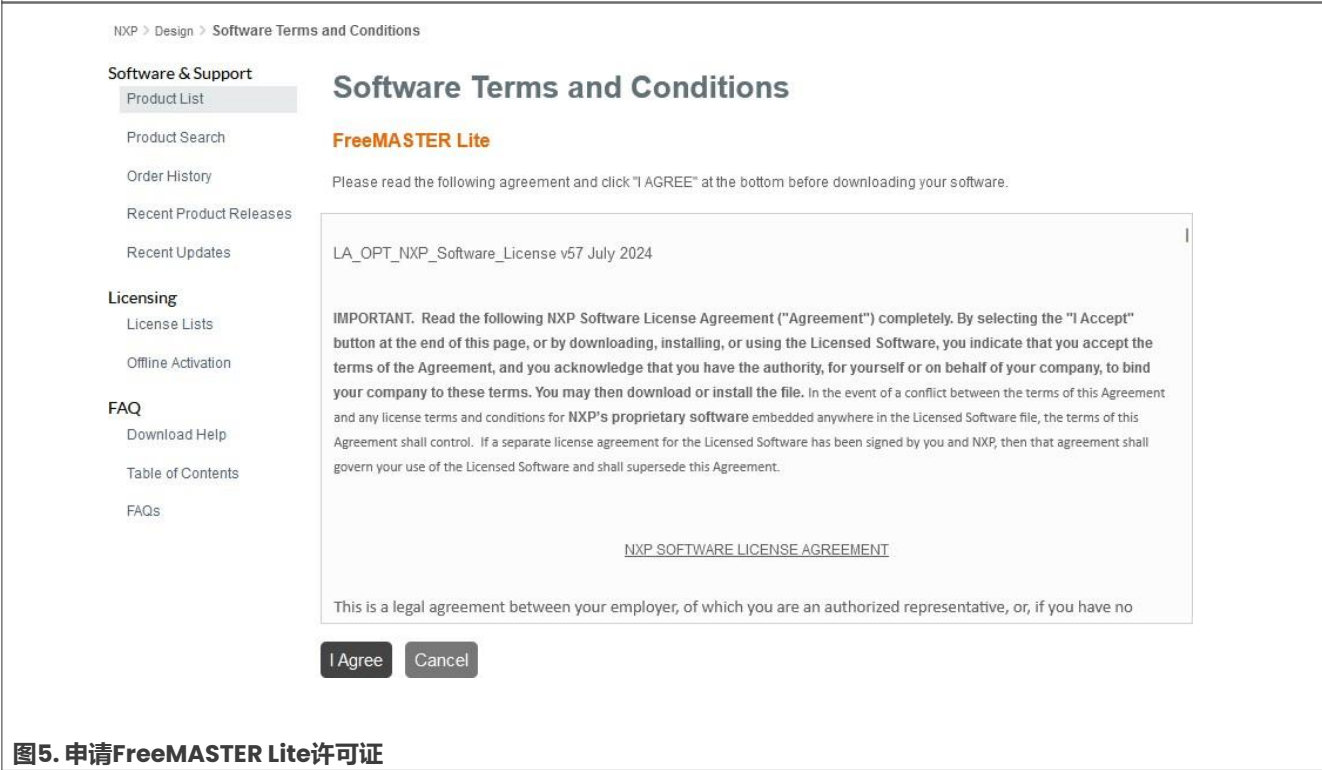 NXP > Design > Software Terms and Conditions
Software & Support
Product List
Product Search
Order History
Recent Product Releases
Recent Updates
Licensing
License Lists
Offline Activation
FAQ
Download Help
Table of Contents
FAQs
Software Terms and Conditions
FreeMASTER Lite
Please read the following agreement and click "I AGREE" at the bottom before downloading your software.
LA_OPT_NXP_Software_License v57 July 2024
IMPORTANT. Read the following NXP Software License Agreement ("Agreement") completely. By selecting the "I Accept"
button at the end of this page, or by downloading, installing, or using the Licensed Software, you indicate that you accept the
terms of the Agreement, and you acknowledge that you have the authority, for yourself or on behalf of your company, to bind
your company to these terms. You may then download or install the file. In the event of a conflict between the terms of this Agreement
and any license terms and conditions for NXP's proprietary software embedded anywhere in the Licensed Software file, the terms of this
Agreement shall control. If a separate license agreement for the Licensed Software has been signed by you and NXP, then that agreement shall
govern your use of the Licensed Software and shall supersede this Agreement.
NXP SOFTWARE LICENSE AGREEMENT
This is a legal agreement between your employer, of which you are an authorized representative, or, if you have no
I Agree
Cancel
图5. 申请FreeMASTER Lite许可证